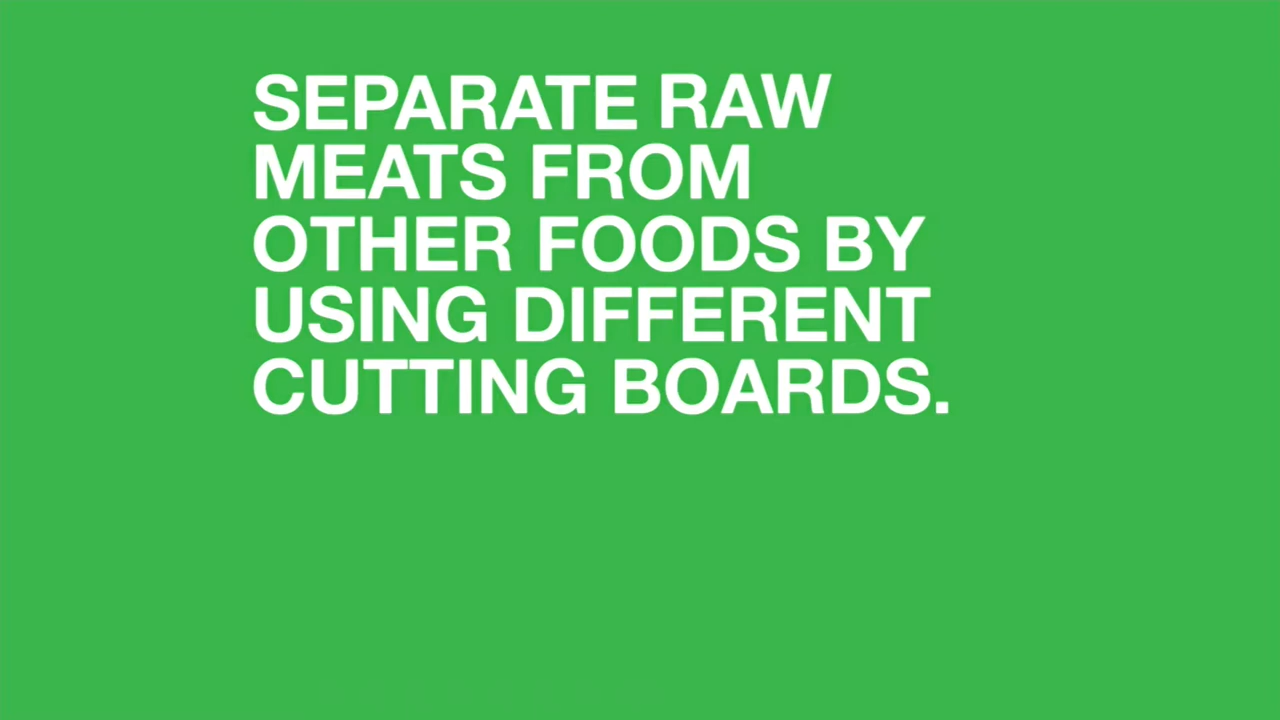 SEPARATE RAW
MEATS FROM
OTHER FOODS BY
USING DIFFERENT
CUTTING BOARDS.